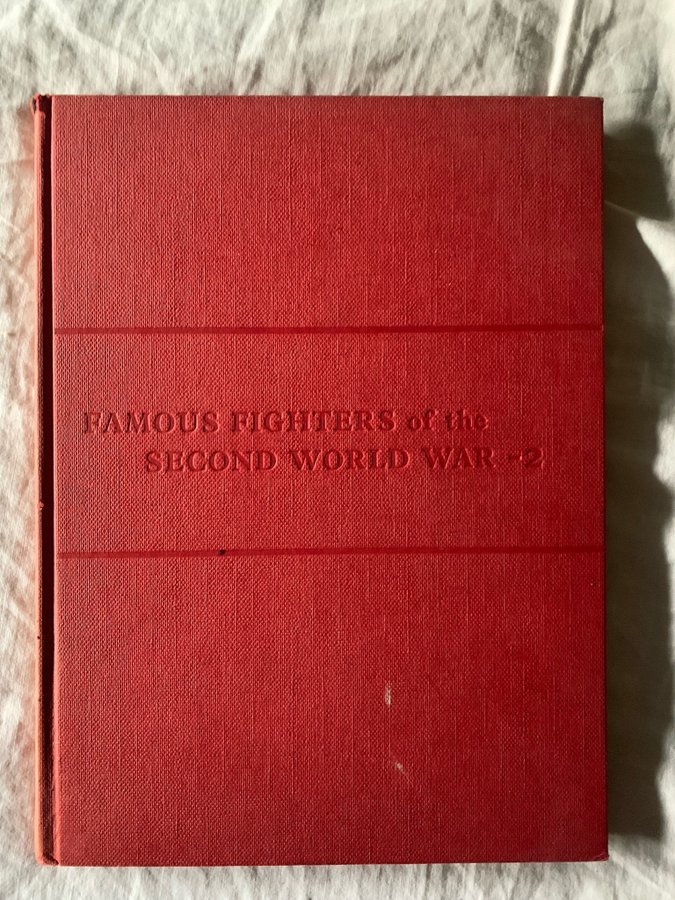 FAMOUS FIGHTERS of the
SECOND WORLD WAR -2